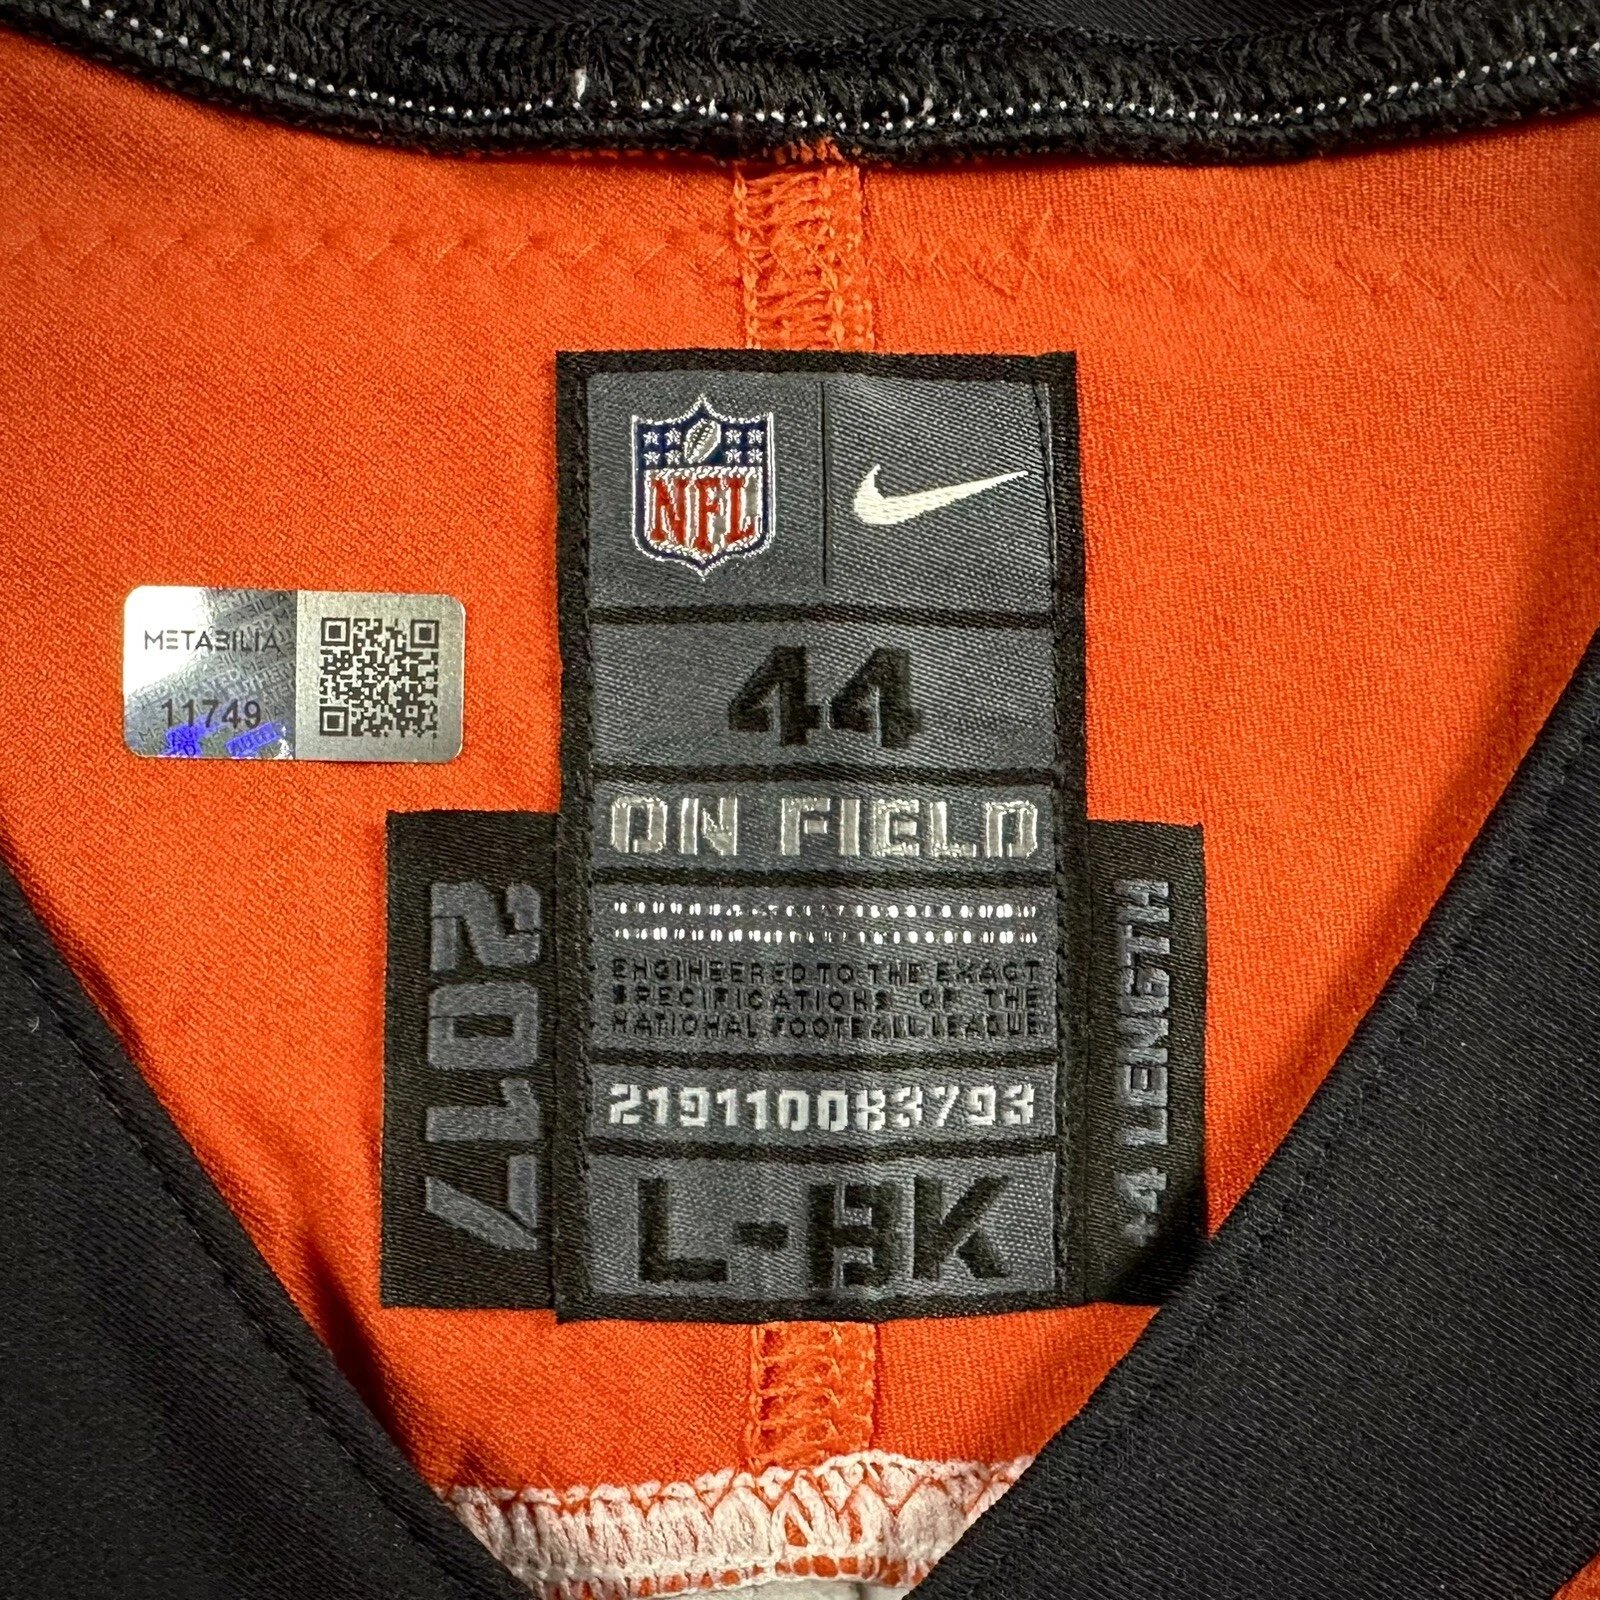 NFL
44
ON FIELD
ENGINEERED TO THE EXACT
SPECIFICATIONS OF THE
NATIONAL FOOTBALL LEAGUE
219110083793
L-BK
2017
+4 LENGTH
METABILIA
11749